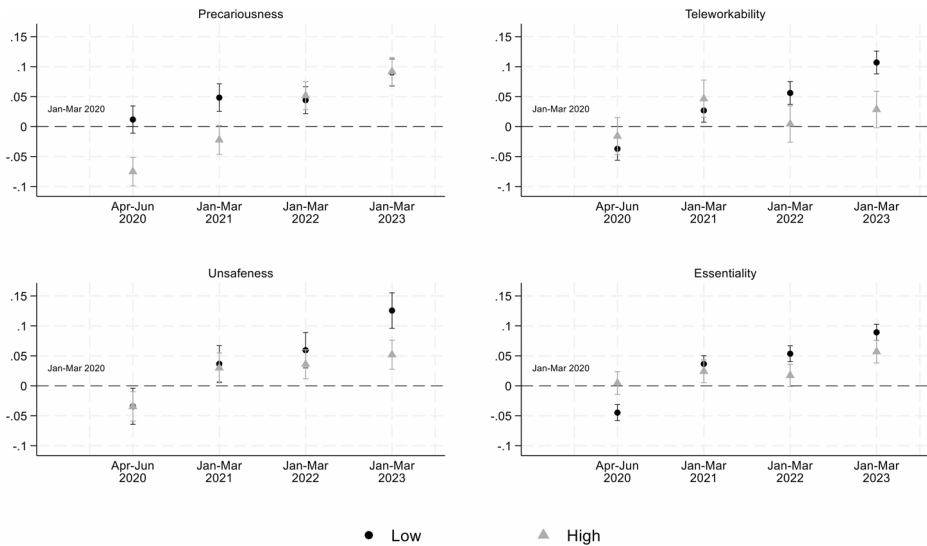 Precariousness
.15
.1
.05
0
-.05
-.1
Jan-Mar 2020
Apr-Jun
2020
Jan-Mar
2021
Jan-Mar
2022
Jan-Mar
2023
Teleworkability
.15
.1
.05
0
-.05
-.1
Jan-Mar 2020
Apr-Jun
2020
Jan-Mar
2021
Jan-Mar
2022
Jan-Mar
2023
Unsafeness
.15
.1
.05
0
-.05
-.1
Jan-Mar 2020
Apr-Jun
2020
Jan-Mar
2021
Jan-Mar
2022
Jan-Mar
2023
Essentiality
.15
.1
.05
0
-.05
-.1
Jan-Mar 2020
Apr-Jun
2020
Jan-Mar
2021
Jan-Mar
2022
Jan-Mar
2023
Low
High